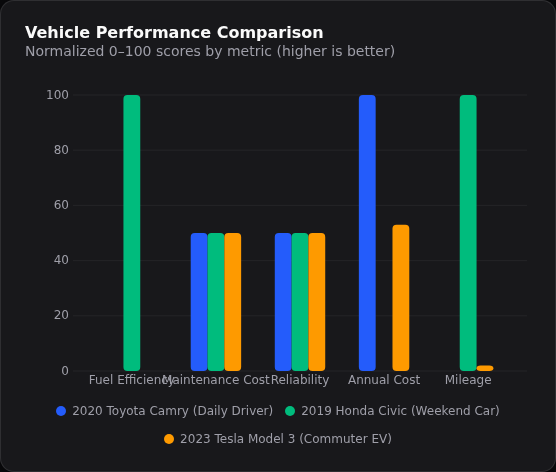 Vehicle Performance Comparison
Normalized 0–100 scores by metric (higher is better)
100
80
60
40
20
0
Fuel Efficiency Maintenance Cost Reliability Annual Cost Mileage
2020 Toyota Camry (Daily Driver) 2019 Honda Civic (Weekend Car)
2023 Tesla Model 3 (Commuter EV)